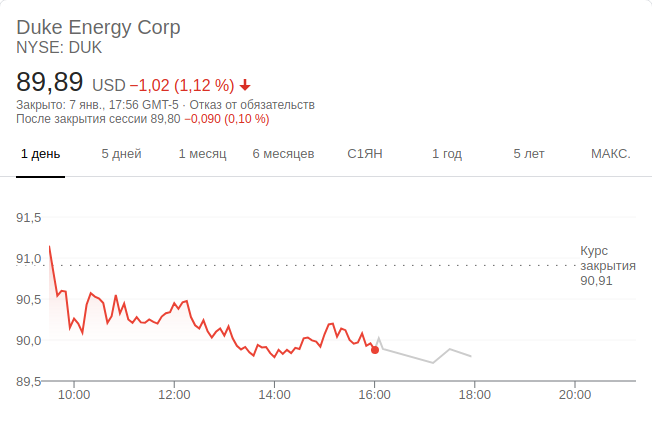 Duke Energy Corp
NYSE: DUK
89,89 USD −1,02 (1,12 %)
Закрыто: 7 янв., 17:56 GMT-5 · Отказ от обязательств
После закрытия сессии 89,80 −0,090 (0,10 %)
1 день 5 дней 1 месяц 6 месяцев С1ЯН 1 год 5 лет МАКС.
91,5
91,0
90,5
90,0
89,5
Курс
закрытия
90,91
10:00 12:00 14:00 16:00 18:00 20:00